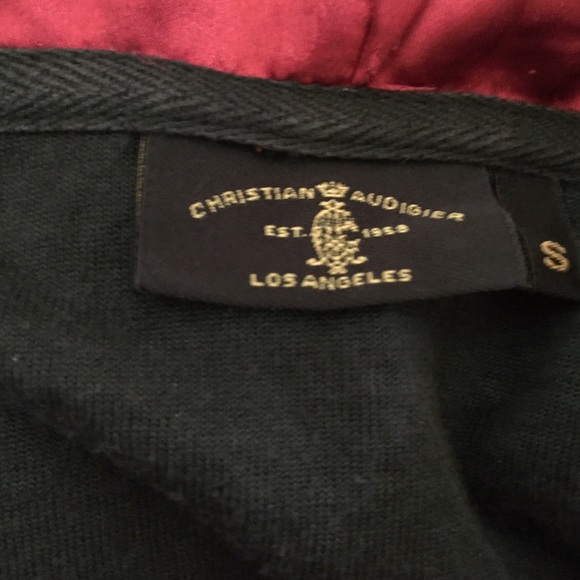 CHRISTIAN AUDIGIER
EST. 1958
LOS ANGELES
S